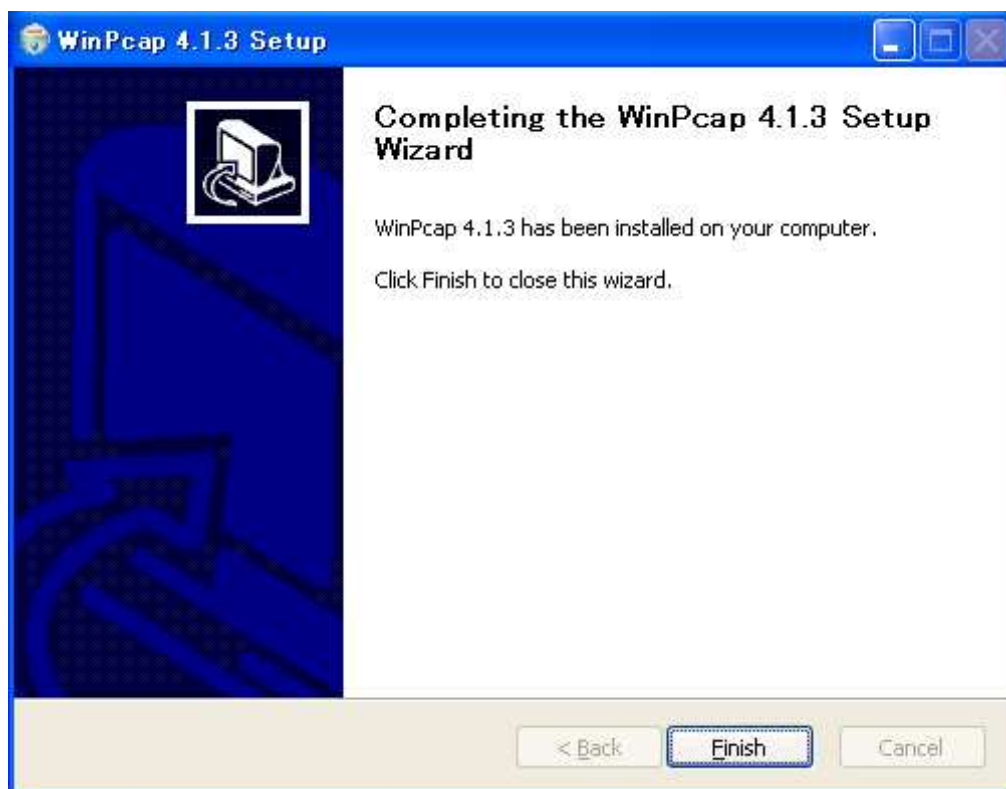 WinPcap 4.1.3 Setup
Completing the WinPcap 4.1.3 Setup
Wizard
WinPcap 4.1.3 has been installed on your computer.
Click Finish to close this wizard.
< Back
Finish
Cancel